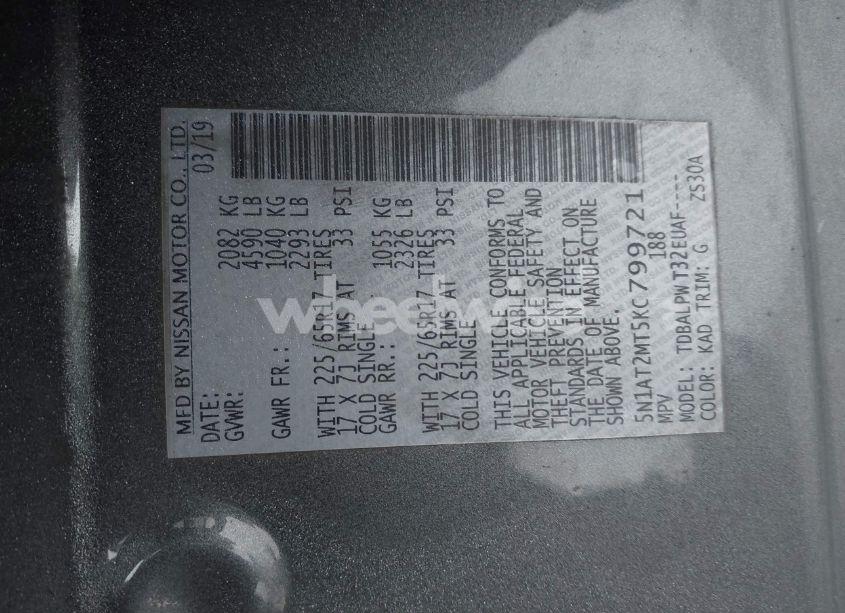 MFD BY NISSAN MOTOR CO., LTD.
DATE: 03/19
GVWR: 2082 KG
4590 LB
GAWR FR.: 1040 KG
2293 LB
WITH 225/65R17 TIRES
17 X 7J RIMS AT 33 PSI
COLD SINGLE
GAWR RR.: 1055 KG
2326 LB
WITH 225/65R17 TIRES
17 X 7J RIMS AT 33 PSI
COLD SINGLE
THIS VEHICLE CONFORMS TO
ALL APPLICABLE FEDERAL
MOTOR VEHICLE SAFETY AND
THEFT PREVENTION
STANDARDS IN EFFECT ON
THE DATE OF MANUFACTURE
SHOWN ABOVE.
5N1AT2MT5KC799721
MPV 188
MODEL: TDBALPW T32EUAF----
COLOR: KAD TRIM: G ZS30A